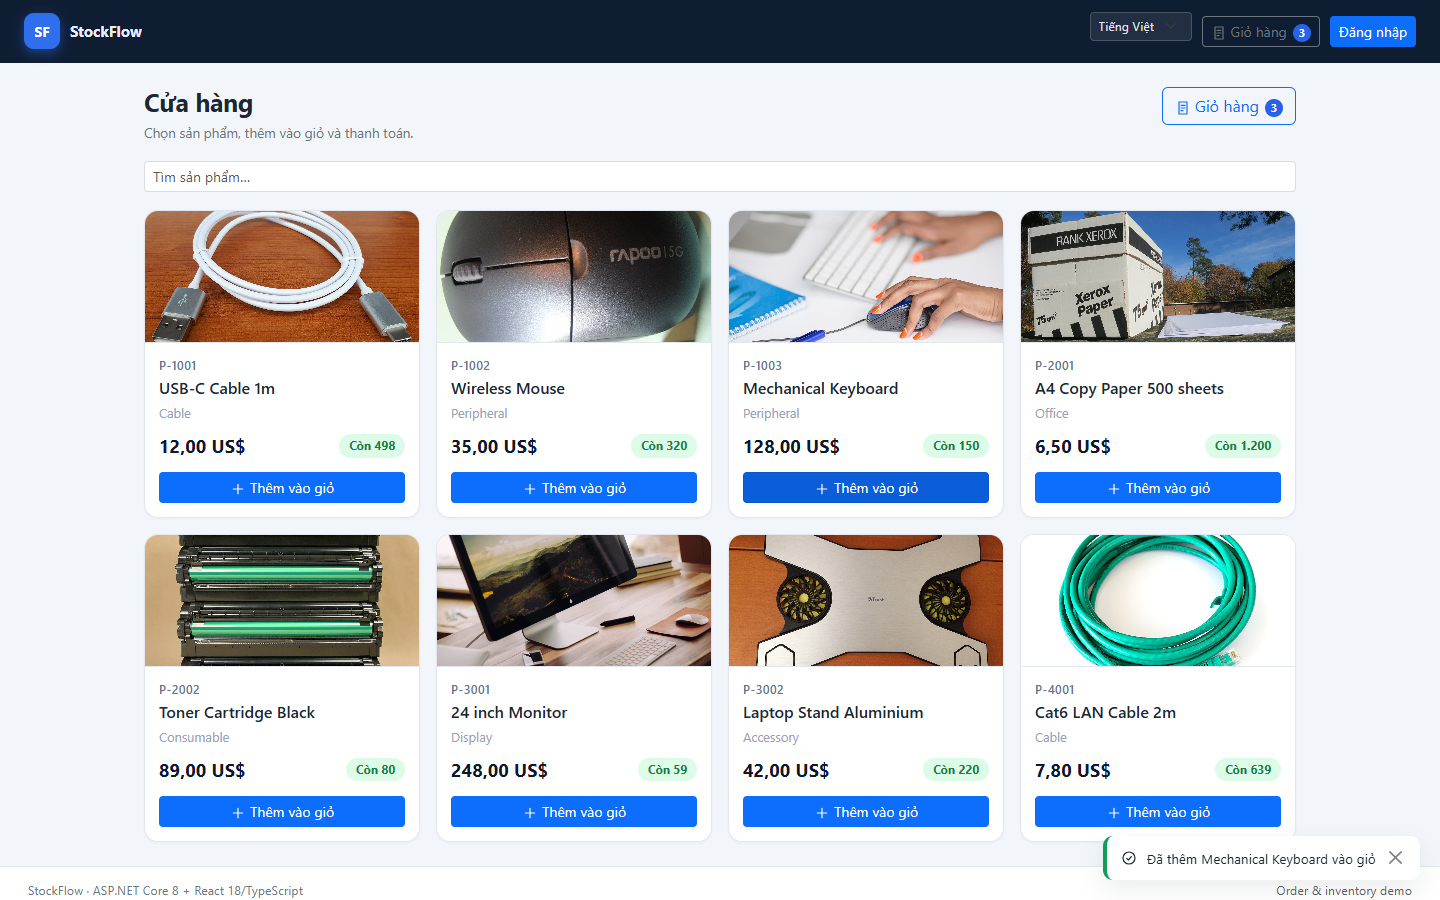 SF StockFlow
Tiếng Việt
Giỏ hàng 3
Đăng nhập
Cửa hàng
Chọn sản phẩm, thêm vào giỏ và thanh toán.
Giỏ hàng 3
Tìm sản phẩm...
rapoo 5G
RANK XEROX
Xerox
Paper
75
P-1001
USB-C Cable 1m
Cable
12,00 US$
Còn 498
+ Thêm vào giỏ
P-1002
Wireless Mouse
Peripheral
35,00 US$
Còn 320
+ Thêm vào giỏ
P-1003
Mechanical Keyboard
Peripheral
128,00 US$
Còn 150
+ Thêm vào giỏ
P-2001
A4 Copy Paper 500 sheets
Office
6,50 US$
Còn 1.200
+ Thêm vào giỏ
P-2002
Toner Cartridge Black
Consumable
89,00 US$
Còn 80
+ Thêm vào giỏ
P-3001
24 inch Monitor
Display
248,00 US$
Còn 59
+ Thêm vào giỏ
P-3002
Laptop Stand Aluminium
Accessory
42,00 US$
Còn 220
+ Thêm vào giỏ
P-4001
Cat6 LAN Cable 2m
Cable
7,80 US$
Còn 639
+ Thêm vào giỏ
Đã thêm Mechanical Keyboard vào giỏ
StockFlow · ASP.NET Core 8 + React 18/TypeScript
Order & inventory demo